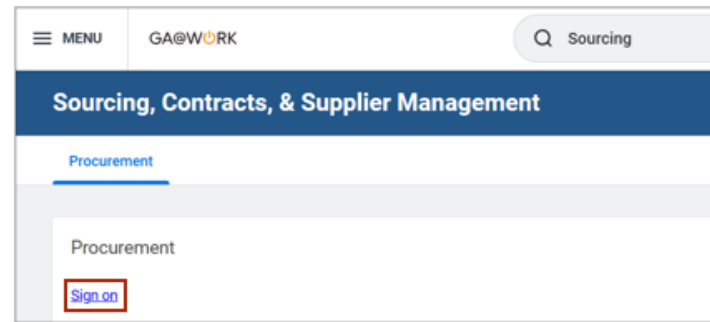 MENU GA@WORK Sourcing
Sourcing, Contracts, & Supplier Management
Procurement
Procurement
Sign on